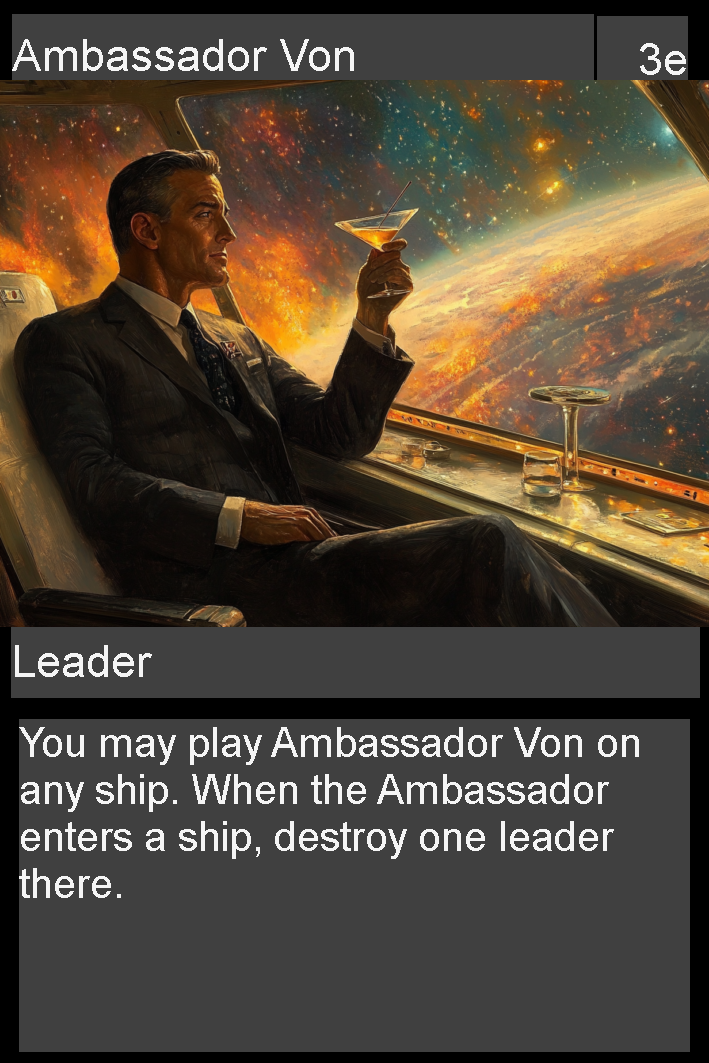 Ambassador Von
3e
Leader
You may play Ambassador Von on
any ship. When the Ambassador
enters a ship, destroy one leader
there.